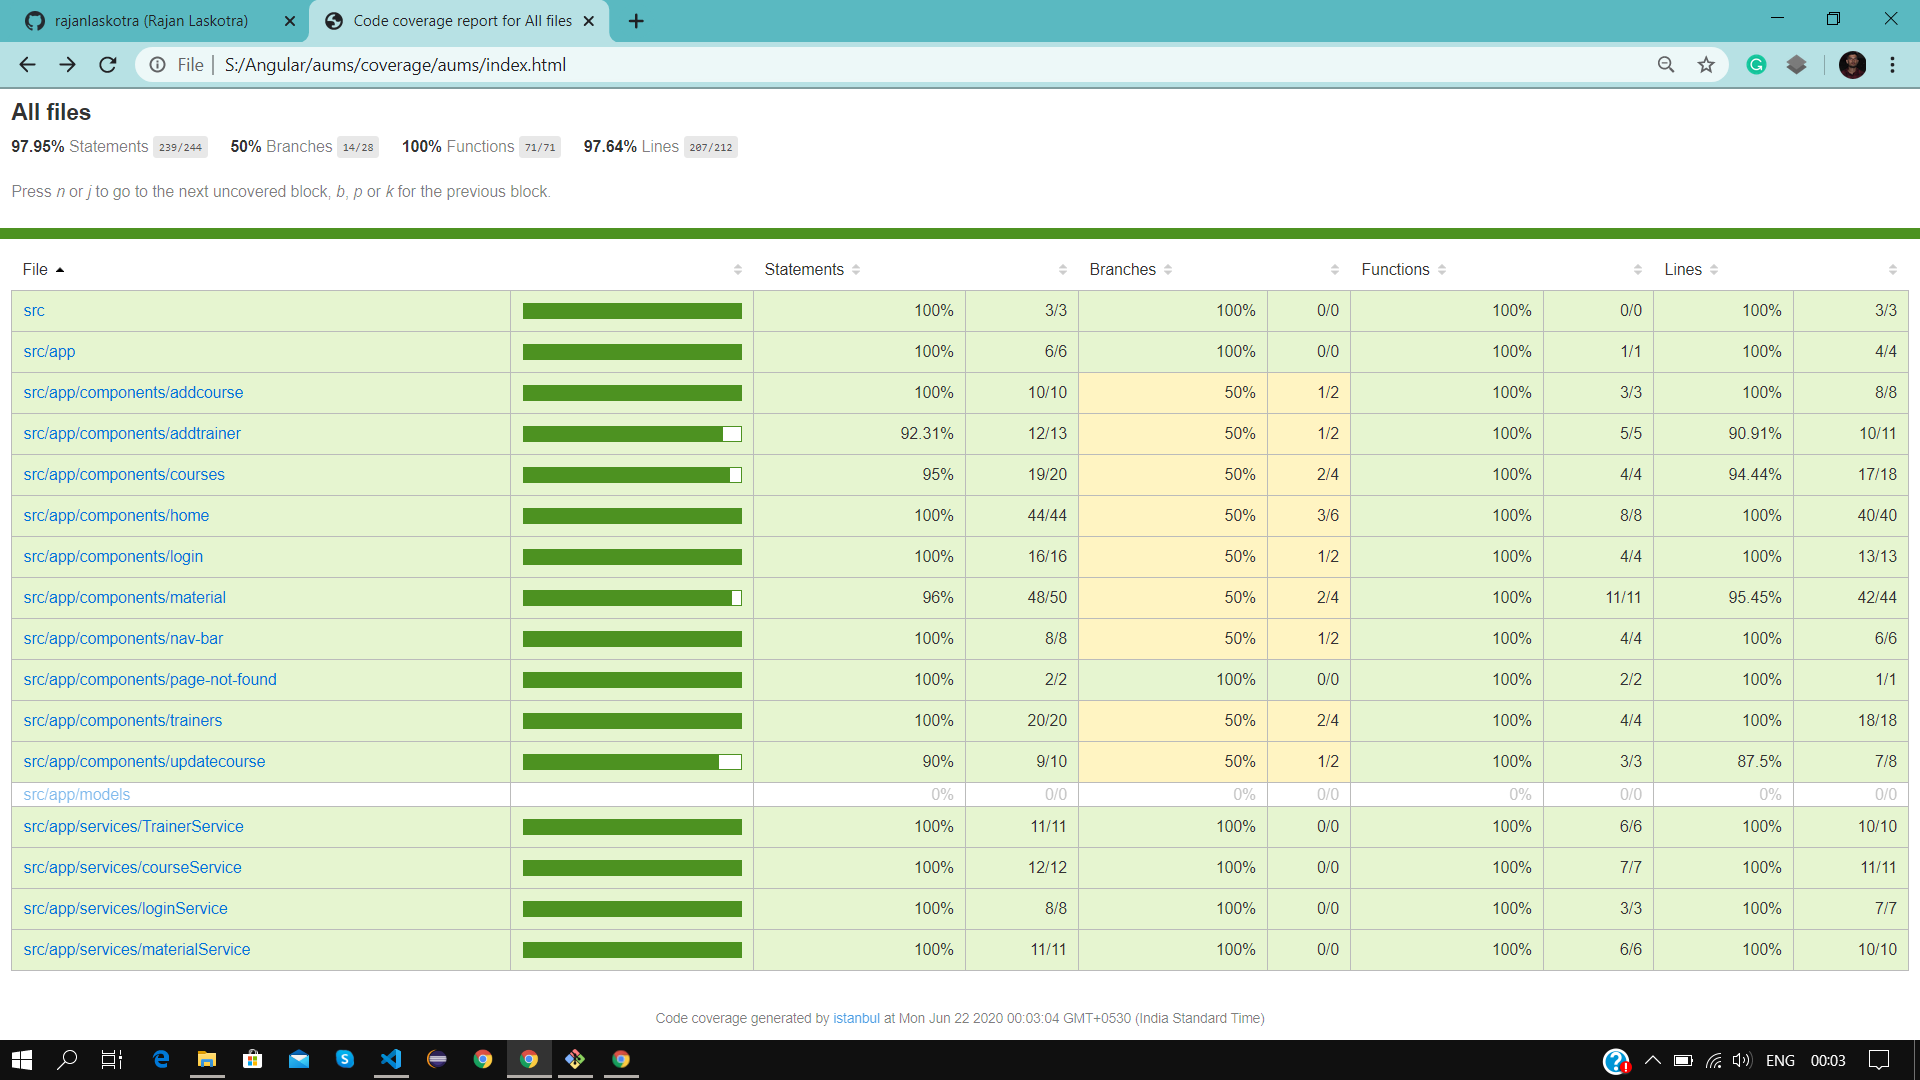 rajanlaskotra (Rajan Laskotra)
Code coverage report for All files
File | S:/Angular/aums/coverage/aums/index.html
All files
97.95% Statements 239/244 50% Branches 14/28 100% Functions 71/71 97.64% Lines 207/212
Press n or j to go to the next uncovered block, b, p or k for the previous block.
File Statements Branches Functions Lines
src 100% 3/3 100% 0/0 100% 0/0 100% 3/3
src/app 100% 6/6 100% 0/0 100% 1/1 100% 4/4
src/app/components/addcourse 100% 10/10 50% 1/2 100% 3/3 100% 8/8
src/app/components/addtrainer 92.31% 12/13 50% 1/2 100% 5/5 90.91% 10/11
src/app/components/courses 95% 19/20 50% 2/4 100% 4/4 94.44% 17/18
src/app/components/home 100% 44/44 50% 3/6 100% 8/8 100% 40/40
src/app/components/login 100% 16/16 50% 1/2 100% 4/4 100% 13/13
src/app/components/material 96% 48/50 50% 2/4 100% 11/11 95.45% 42/44
src/app/components/nav-bar 100% 8/8 50% 1/2 100% 4/4 100% 6/6
src/app/components/page-not-found 100% 2/2 100% 0/0 100% 2/2 100% 1/1
src/app/components/trainers 100% 20/20 50% 2/4 100% 4/4 100% 18/18
src/app/components/updatecourse 90% 9/10 50% 1/2 100% 3/3 87.5% 7/8
src/app/models 0% 0/0 0% 0/0 0% 0/0 0% 0/0
src/app/services/TrainerService 100% 11/11 100% 0/0 100% 6/6 100% 10/10
src/app/services/courseService 100% 12/12 100% 0/0 100% 7/7 100% 11/11
src/app/services/loginService 100% 8/8 100% 0/0 100% 3/3 100% 7/7
src/app/services/materialService 100% 11/11 100% 0/0 100% 6/6 100% 10/10
Code coverage generated by istanbul at Mon Jun 22 2020 00:03:04 GMT+0530 (India Standard Time)
ENG 00:03